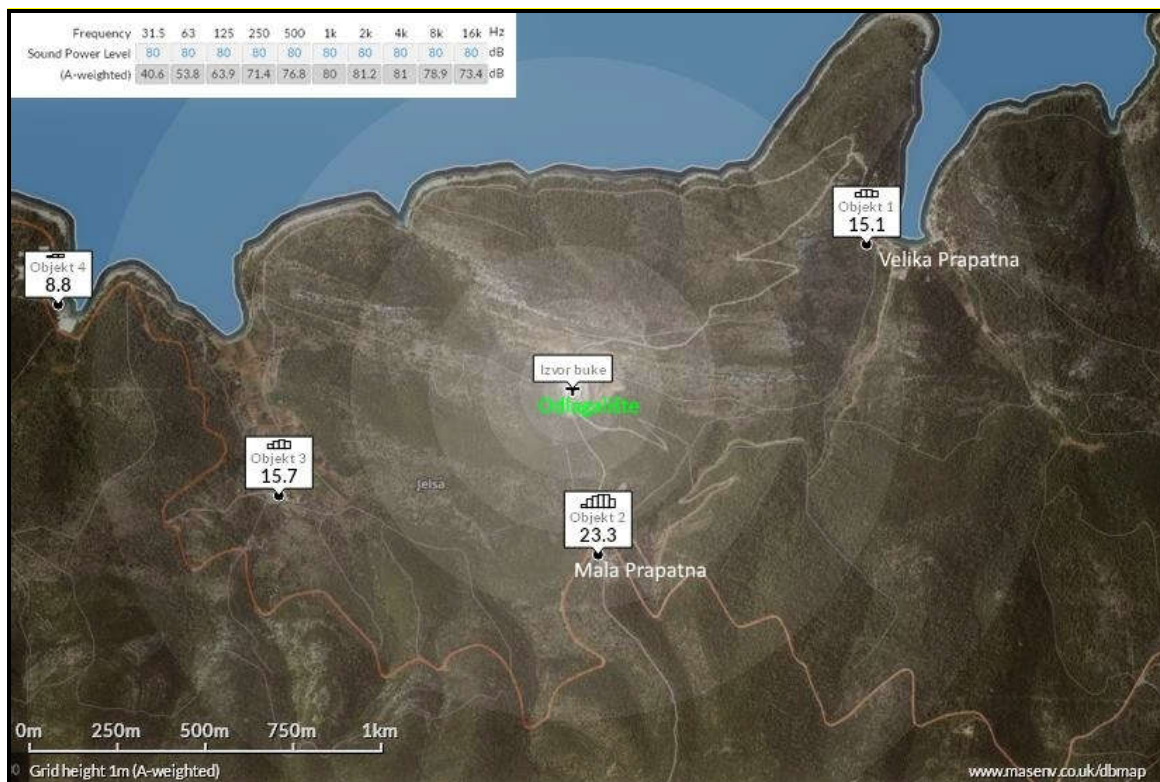 Frequency 31.5 63 125 250 500 1k 2k 4k 8k 16k Hz
Sound Power Level 80 80 80 80 80 80 80 80 80 80 dB
(A-weighted) 40.6 53.8 63.9 71.4 76.8 80 81.2 81 78.9 73.4 dB
Objekt 1
15.1
Velika Prapatna
Objekt 4
8.8
Izvor buke
Odlagalište
Objekt 3
15.7
Jelsa
Objekt 2
23.3
Mala Prapatna
0m 250m 500m 750m 1km
Grid height 1m (A-weighted)
www.masenv.co.uk/dbmap